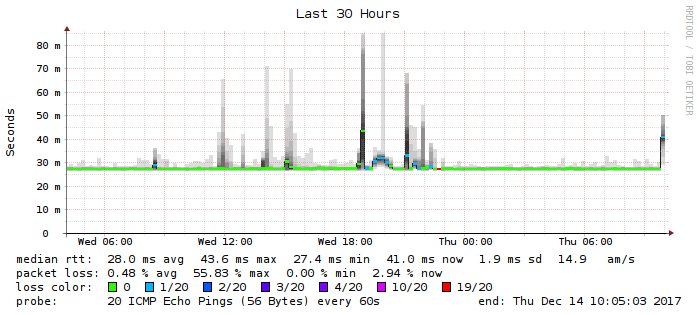 Last 30 Hours
RRDTOOL / TOBI OETIKER
Seconds
80 m
70 m
60 m
50 m
40 m
30 m
20 m
10 m
0
Wed 06:00 Wed 12:00 Wed 18:00 Thu 00:00 Thu 06:00
median rtt: 28.0 ms avg 43.6 ms max 27.4 ms min 41.0 ms now 1.9 ms sd 14.9 am/s
packet loss: 0.48 % avg 55.83 % max 0.00 % min 2.94 % now
loss color: 0 1/20 2/20 3/20 4/20 10/20 19/20
probe: 20 ICMP Echo Pings (56 Bytes) every 60s end: Thu Dec 14 10:05:03 2017